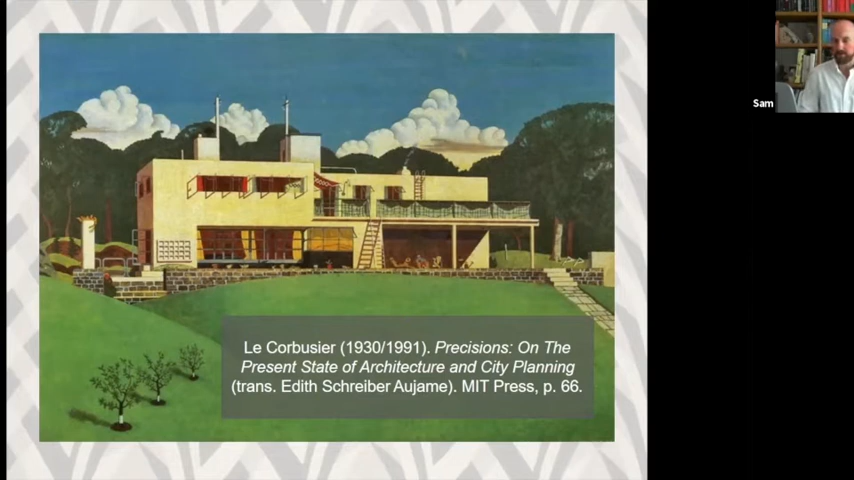 Sam
Le Corbusier (1930/1991). Precisions: On The
Present State of Architecture and City Planning
(trans. Edith Schreiber Aujame). MIT Press, p. 66.